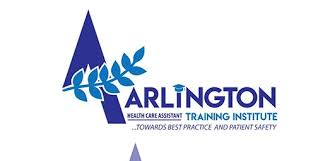 ARLINGTON
HEALTH CARE ASSISTANT TRAINING INSTITUTE
...TOWARDS BEST PRACTICE AND PATIENT SAFETY